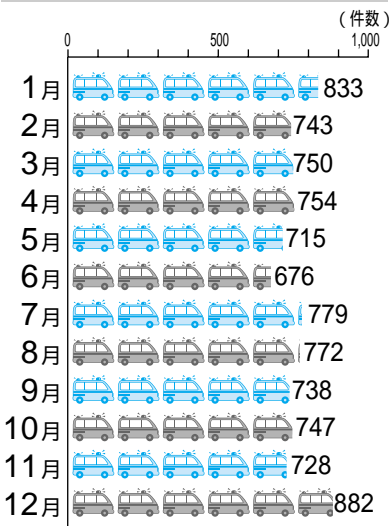 (件数)
0 500 1,000
1月 833
2月 743
3月 750
4月 754
5月 715
6月 676
7月 779
8月 772
9月 738
10月 747
11月 728
12月 882